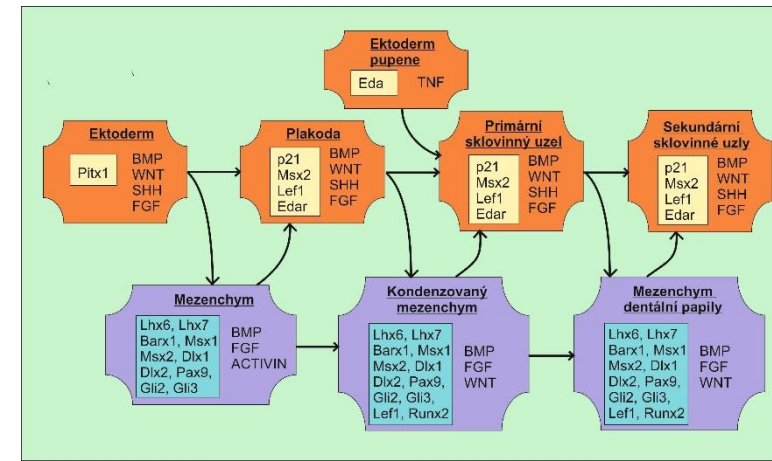 Ektoderm
pupene
Eda
TNF
Ektoderm
Pitx1
BMP
WNT
SHH
FGF
Plakoda
p21
Msx2
Lef1
Edar
BMP
WNT
SHH
FGF
Primární
sklovinný uzel
p21
Msx2
Lef1
Edar
BMP
WNT
SHH
FGF
Sekundární
sklovinné uzly
p21
Msx2
Lef1
Edar
BMP
WNT
SHH
FGF
Mezenchym
Lhx6, Lhx7
Barx1, Msx1
Msx2, Dlx1
Dlx2, Pax9,
Gli2, Gli3
BMP
FGF
ACTIVIN
Kondenzovaný
mezenchym
Lhx6, Lhx7
Barx1, Msx1
Msx2, Dlx1
Dlx2, Pax9,
Gli2, Gli3,
Lef1, Runx2
BMP
FGF
WNT
Mezenchym
dentální papily
Lhx6, Lhx7
Barx1, Msx1
Msx2, Dlx1
Dlx2, Pax9,
Gli2, Gli3,
Lef1, Runx2
BMP
FGF
WNT